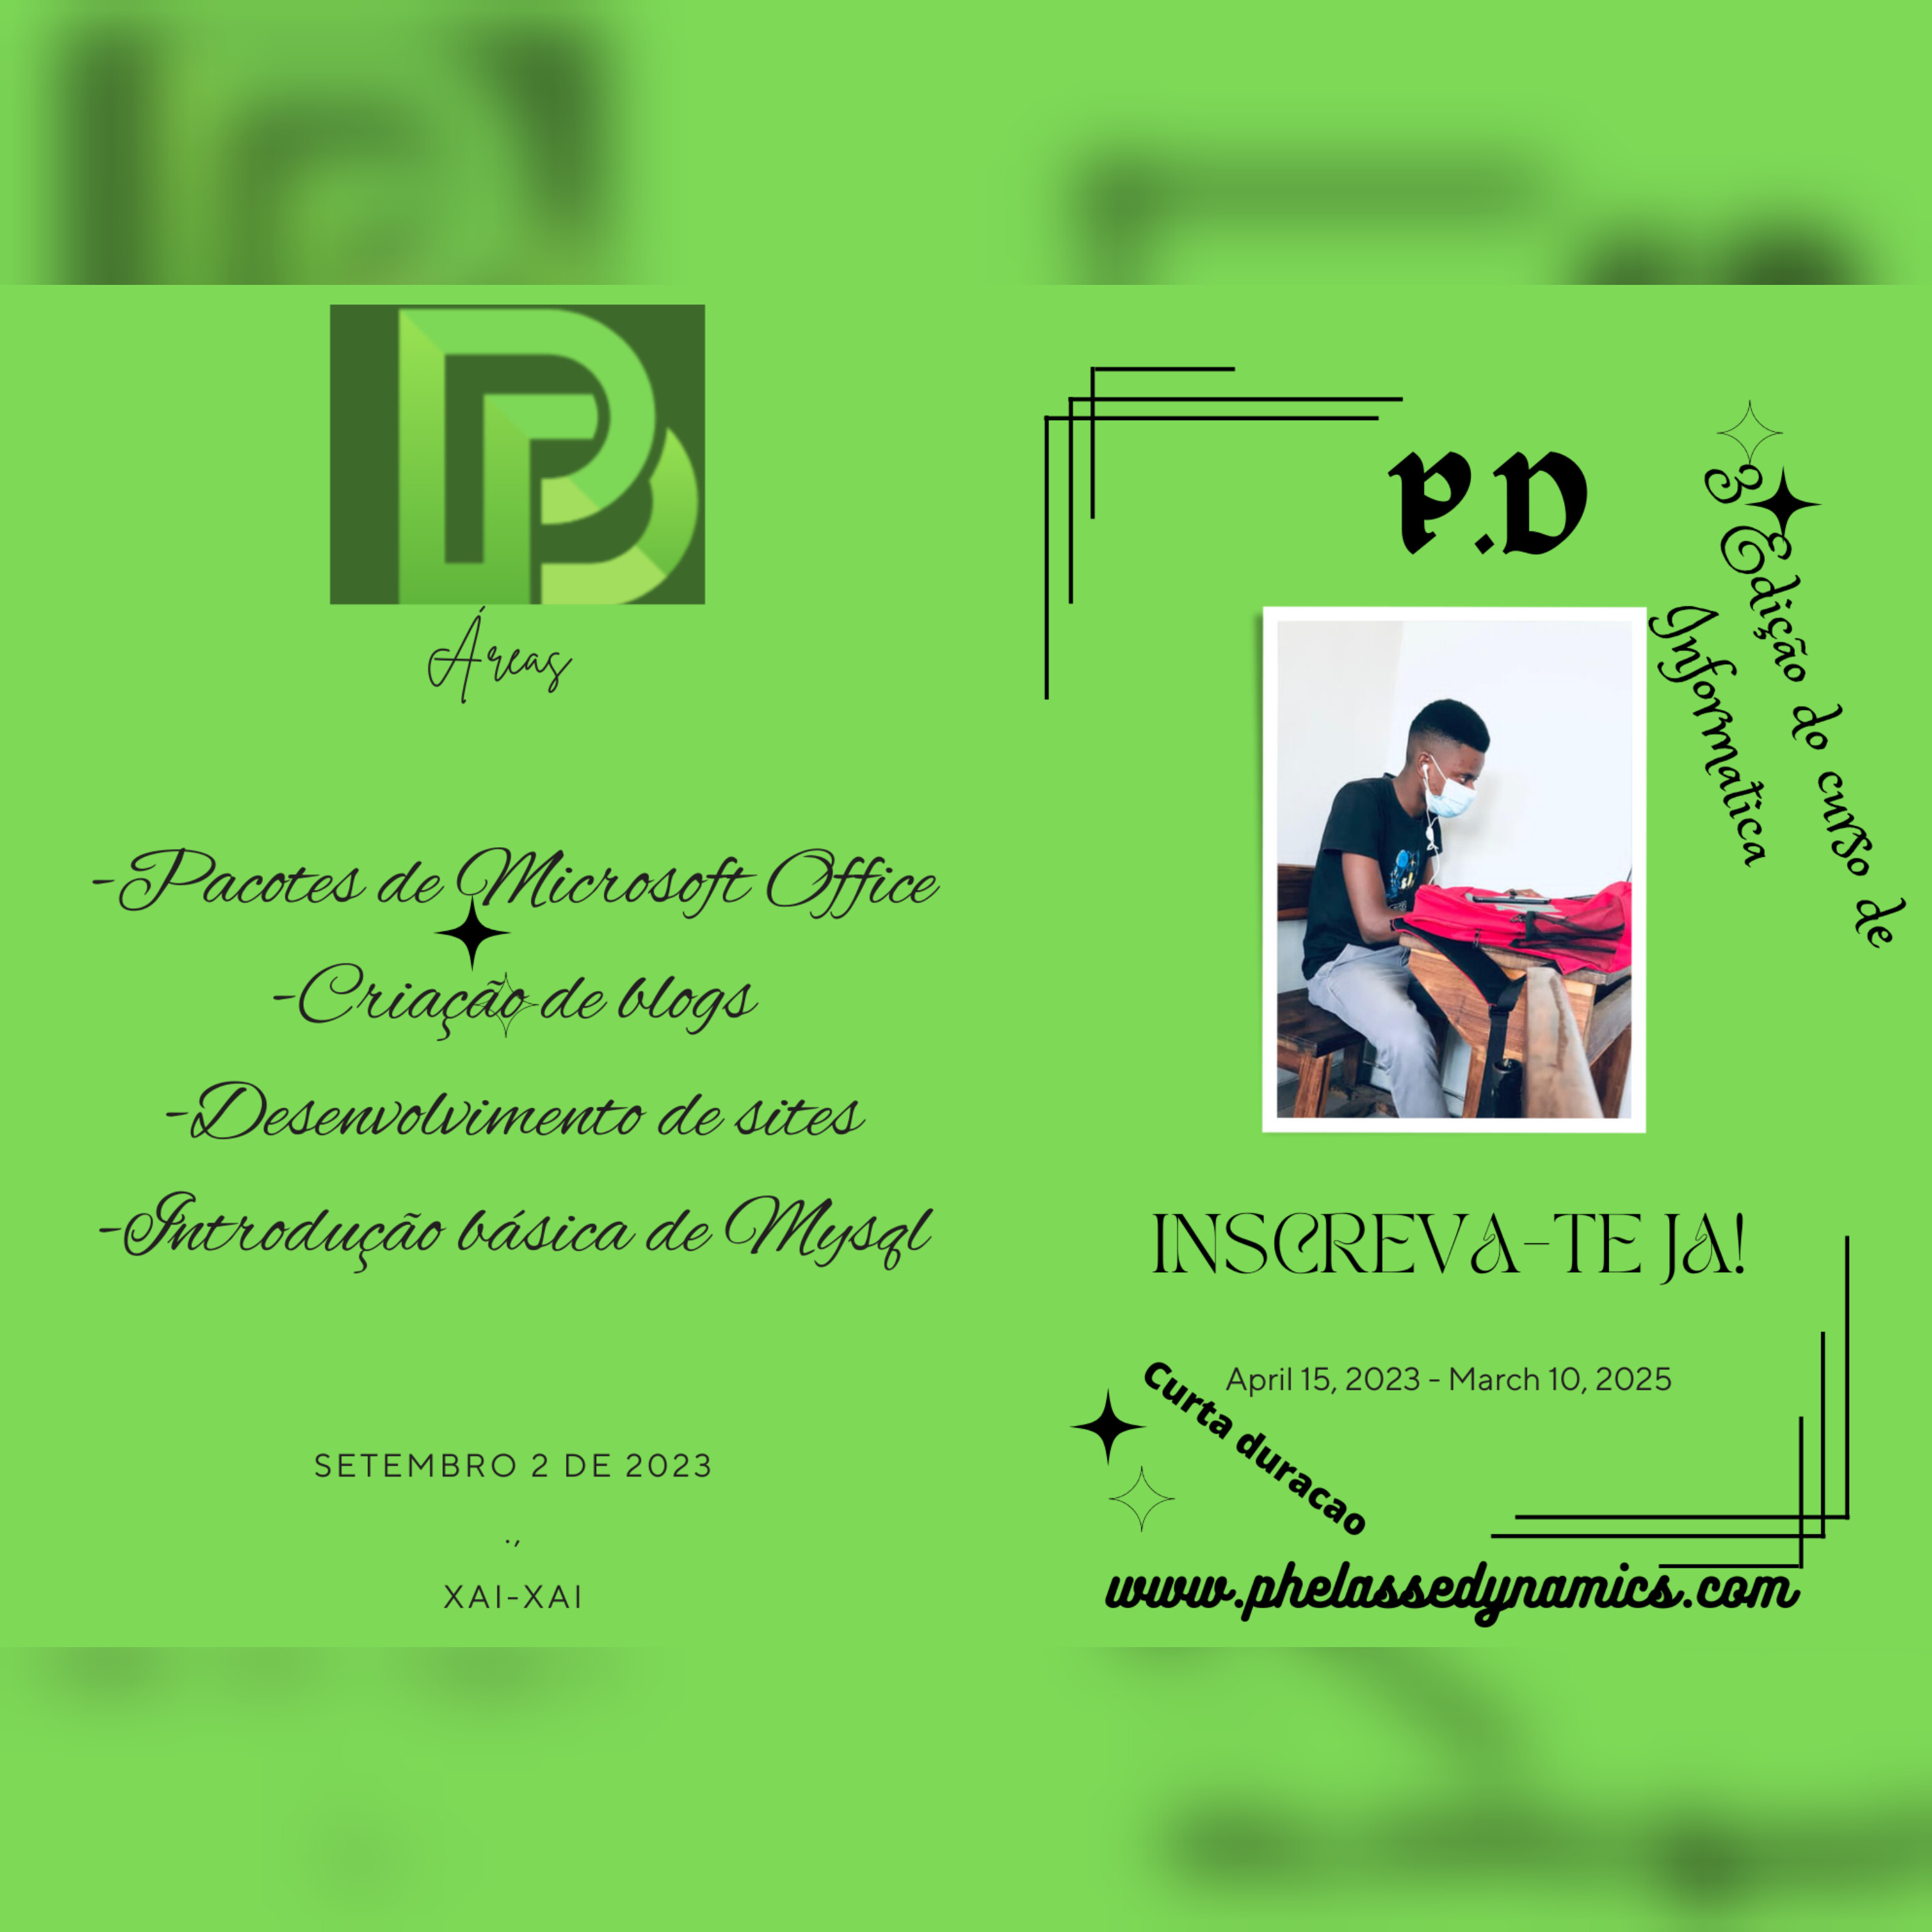 Áreas
-Pacotes de Microsoft Office
-Criação de blogs
-Desenvolvimento de sites
-Introdução básica de Mysql
SETEMBRO 2 DE 2023
.,
XAI-XAI
P.D
3 Edição do curso de
Informatica
INSCREVA-TE JA!
April 15, 2023 - March 10, 2025
Curta duracao
www.phelassedynamics.com